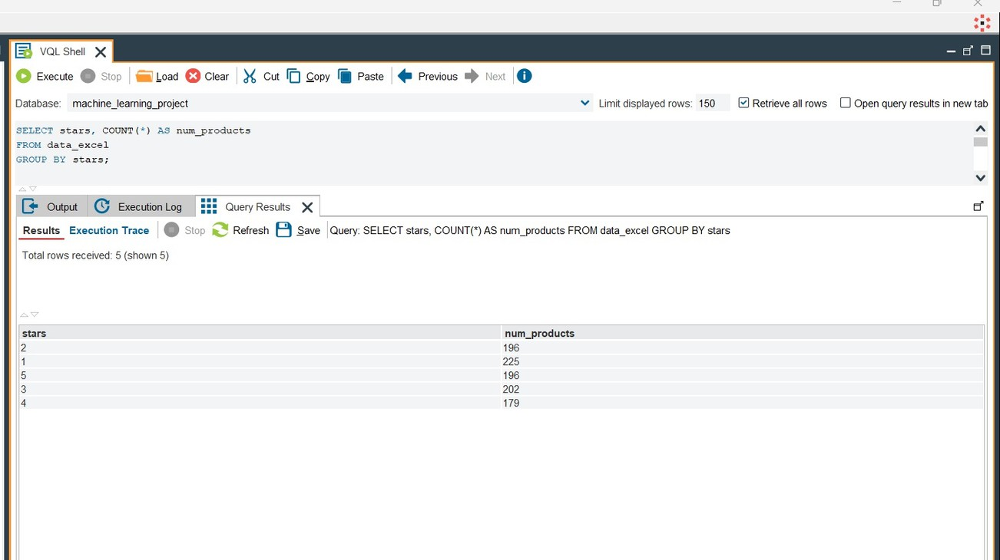 VQL Shell
Execute Stop Load Clear Cut Copy Paste Previous Next
Database: machine_learning_project Limit displayed rows: 150 Retrieve all rows Open query results in new tab
SELECT stars, COUNT(*) AS num_products
FROM data_excel
GROUP BY stars;
Output Execution Log Query Results
Results Execution Trace Stop Refresh Save Query: SELECT stars, COUNT(*) AS num_products FROM data_excel GROUP BY stars
Total rows received: 5 (shown 5)
stars num_products
2 196
1 225
5 196
3 202
4 179